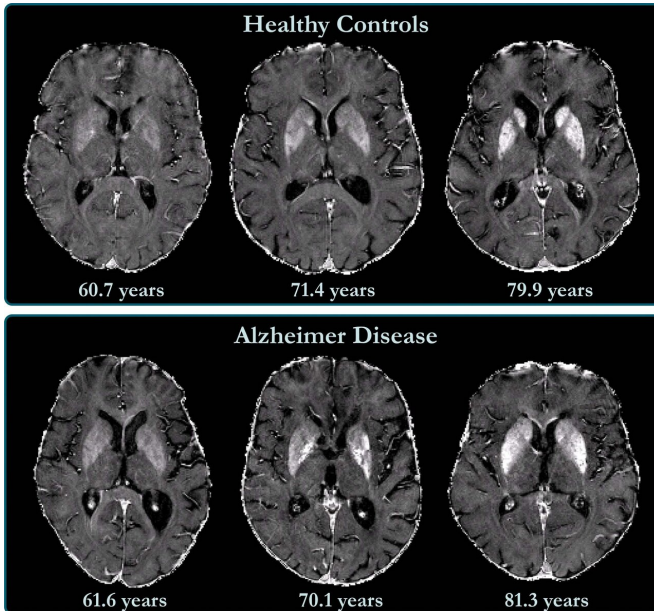 Healthy Controls
60.7 years
71.4 years
79.9 years
Alzheimer Disease
61.6 years
70.1 years
81.3 years